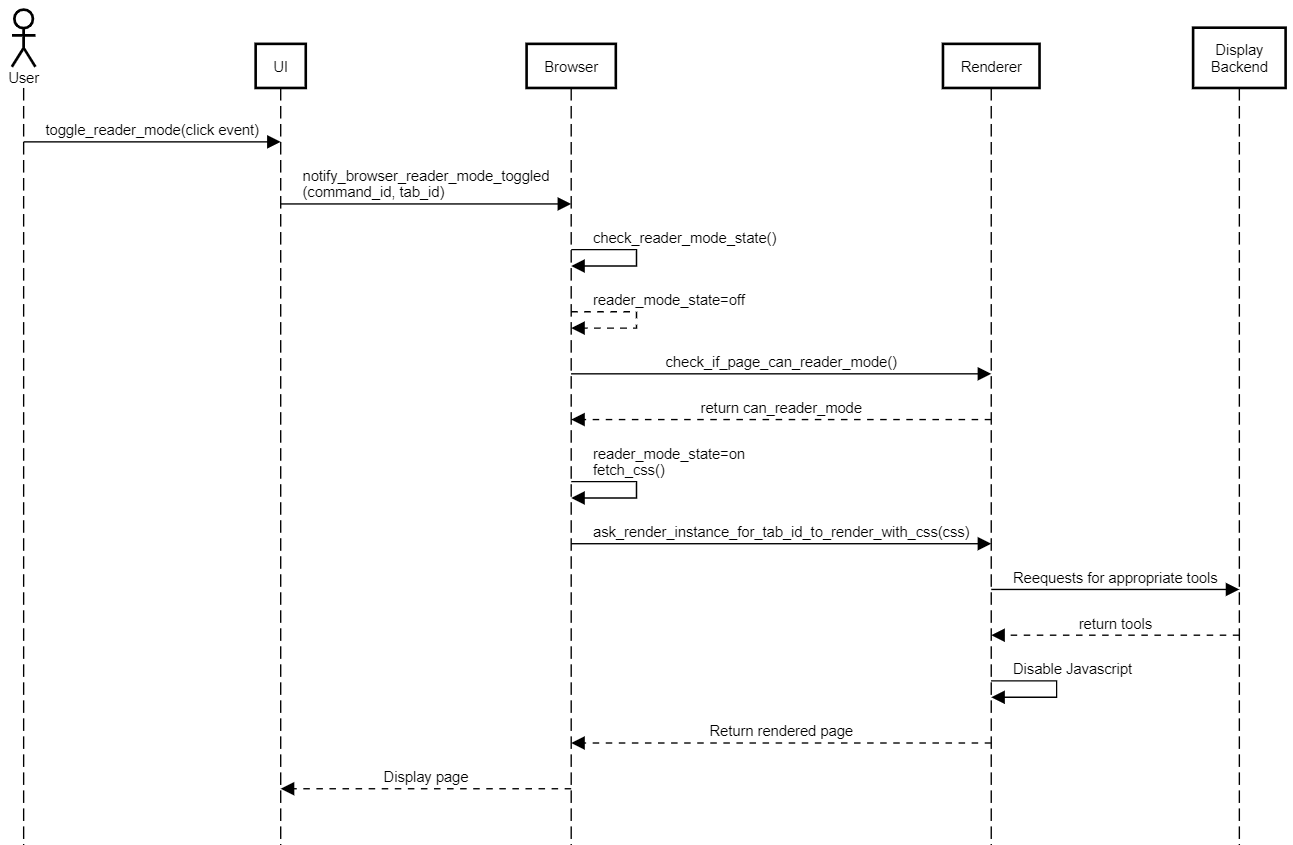 User
UI
Browser
Renderer
Display
Backend
toggle_reader_mode(click event)
notify_browser_reader_mode_toggled
(command_id, tab_id)
check_reader_mode_state()
reader_mode_state=off
check_if_page_can_reader_mode()
return can_reader_mode
reader_mode_state=on
fetch_css()
ask_render_instance_for_tab_id_to_render_with_css(css)
Reequests for appropriate tools
return tools
Disable Javascript
Return rendered page
Display page